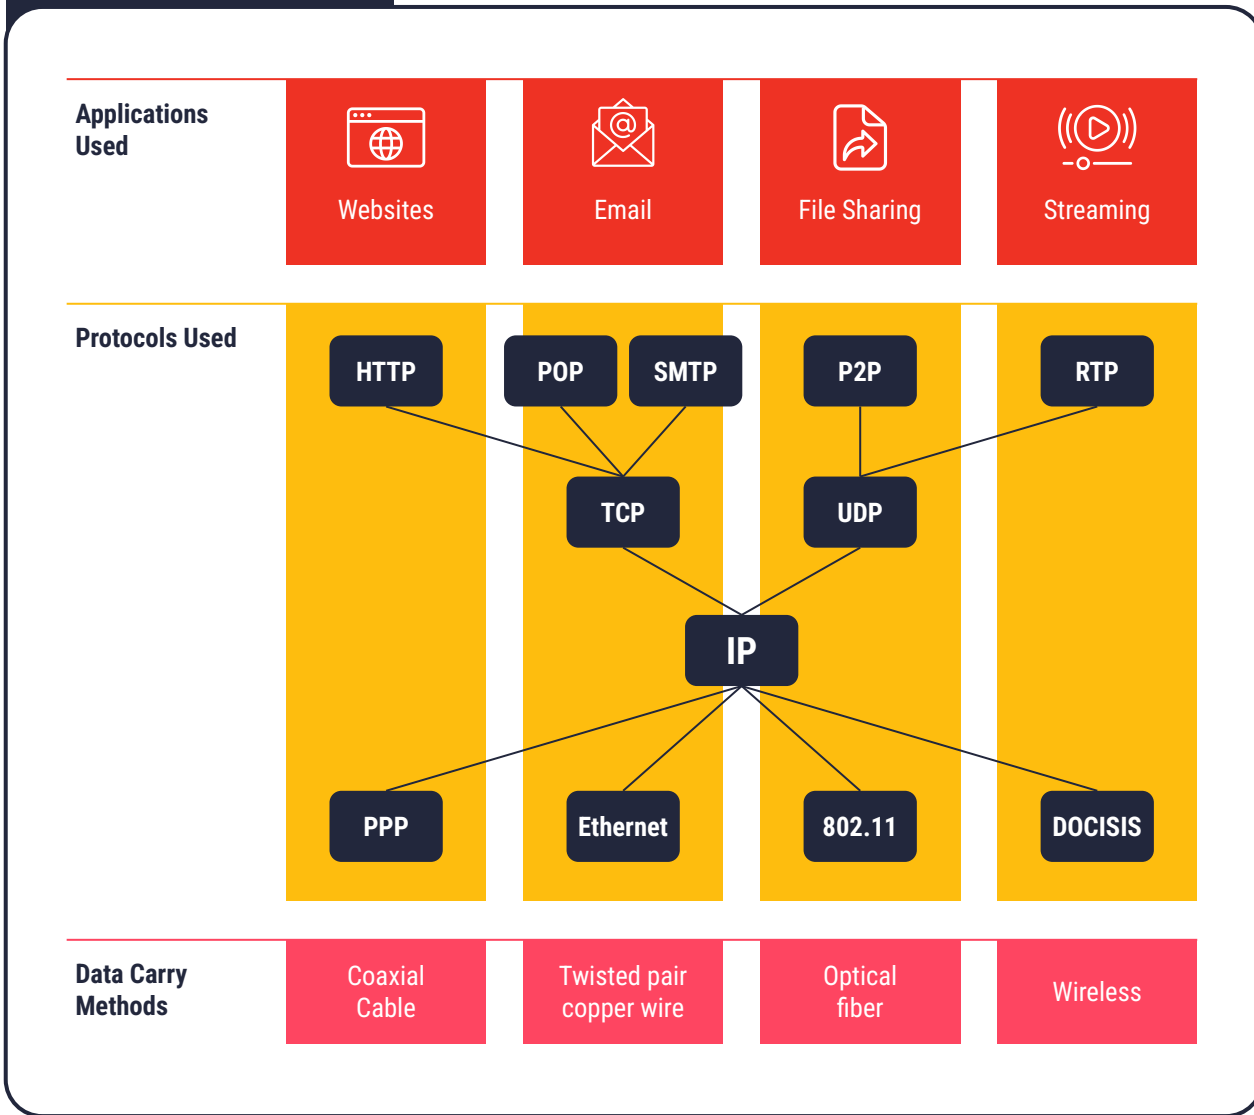 Applications
Used
Websites
@
Email
File Sharing
Streaming
Protocols Used
HTTP
POP
SMTP
P2P
RTP
TCP
UDP
IP
PPP
Ethernet
802.11
DOCISIS
Data Carry
Methods
Coaxial
Cable
Twisted pair
copper wire
Optical
fiber
Wireless